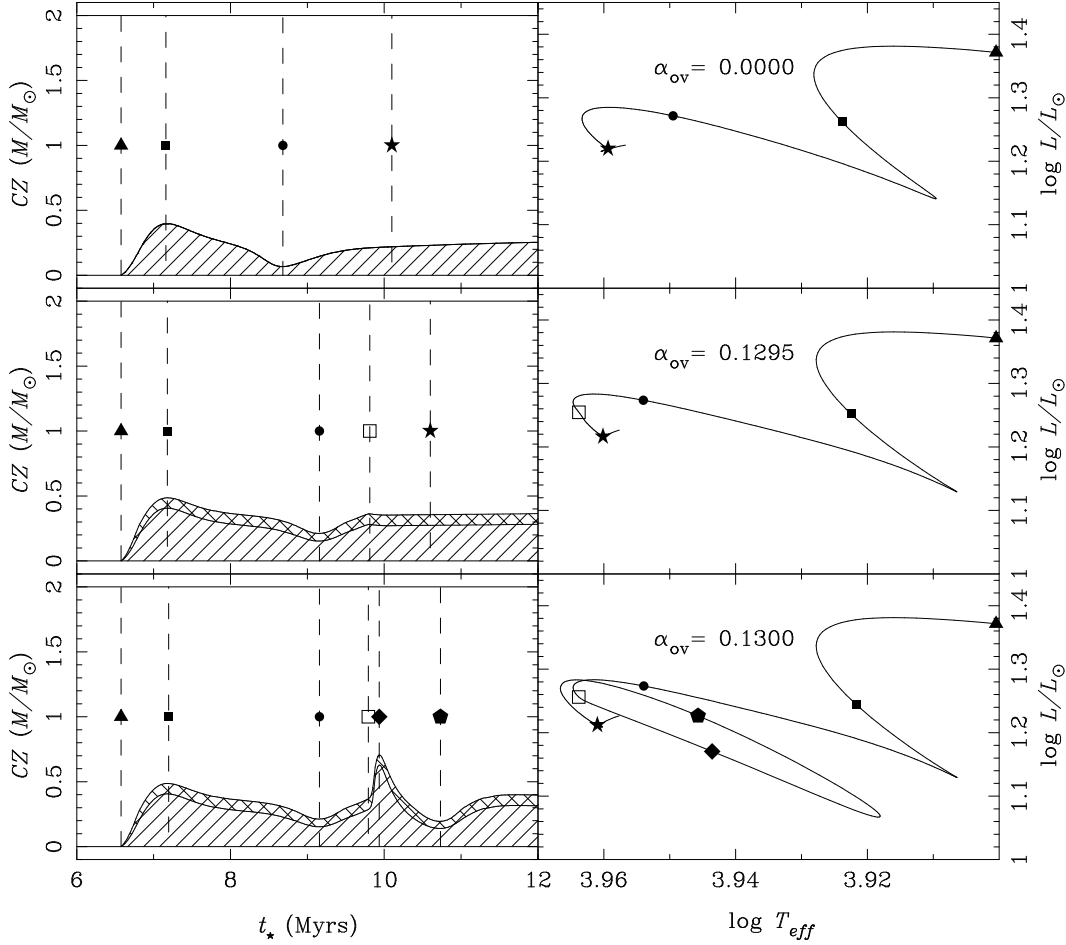 2
1.5
1
0.5
0
CZ (M/M☉)
α_ov = 0.0000
1.4
1.3
1.2
1.1
log L/L☉
2
1.5
1
0.5
0
CZ (M/M☉)
α_ov = 0.1295
1
1.4
1.3
1.2
1.1
log L/L☉
2
1.5
1
0.5
0
CZ (M/M☉)
α_ov = 0.1300
1
1.4
1.3
1.2
1.1
1
log L/L☉
6 8 10 12
t⋆ (Myrs)
3.96 3.94 3.92
log T_eff